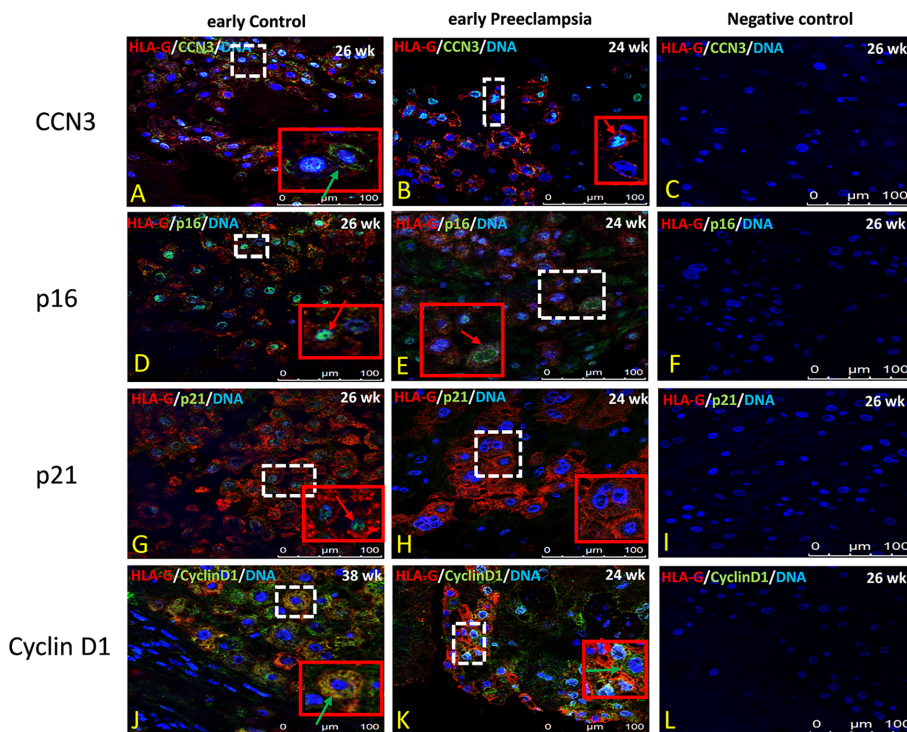 early Control early Preeclampsia Negative control
CCN3
HLA-G/CCN3/DNA 26 wk
A
0 µm 100
HLA-G/CCN3/DNA 24 wk
B
0 µm 100
HLA-G/CCN3/DNA 26 wk
C
0 µm 100
p16
HLA-G/p16/DNA 26 wk
D
0 µm 100
HLA-G/p16/DNA 24 wk
E
0 µm 100
HLA-G/p16/DNA 26 wk
F
0 µm 100
p21
HLA-G/p21/DNA 26 wk
G
0 µm 100
HLA-G/p21/DNA 24 wk
H
0 µm 100
HLA-G/p21/DNA 26 wk
I
0 µm 100
Cyclin D1
HLA-G/CyclinD1/DNA 38 wk
J
0 µm 100
HLA-G/CyclinD1/DNA 24 wk
K
0 µm 100
HLA-G/CyclinD1/DNA 26 wk
L
0 µm 100